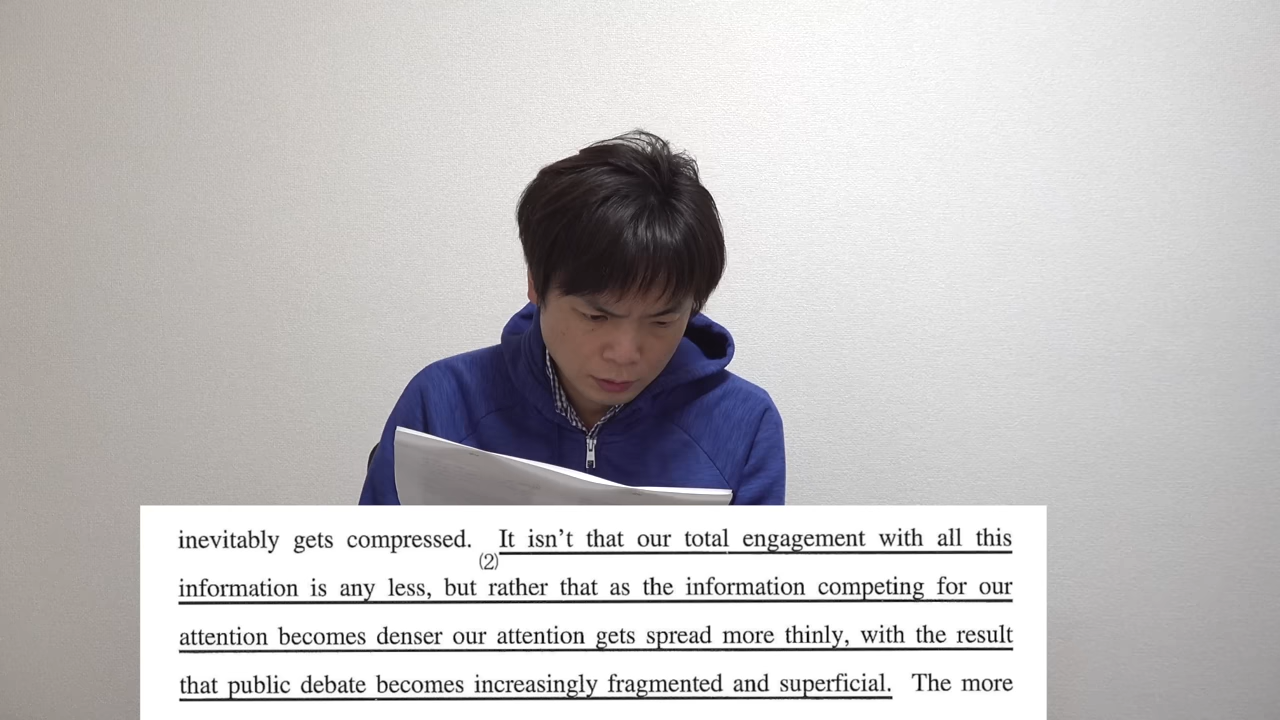 inevitably gets compressed. It isn't that our total engagement with all this
(2)
information is any less, but rather that as the information competing for our
attention becomes denser our attention gets spread more thinly, with the result
that public debate becomes increasingly fragmented and superficial. The more